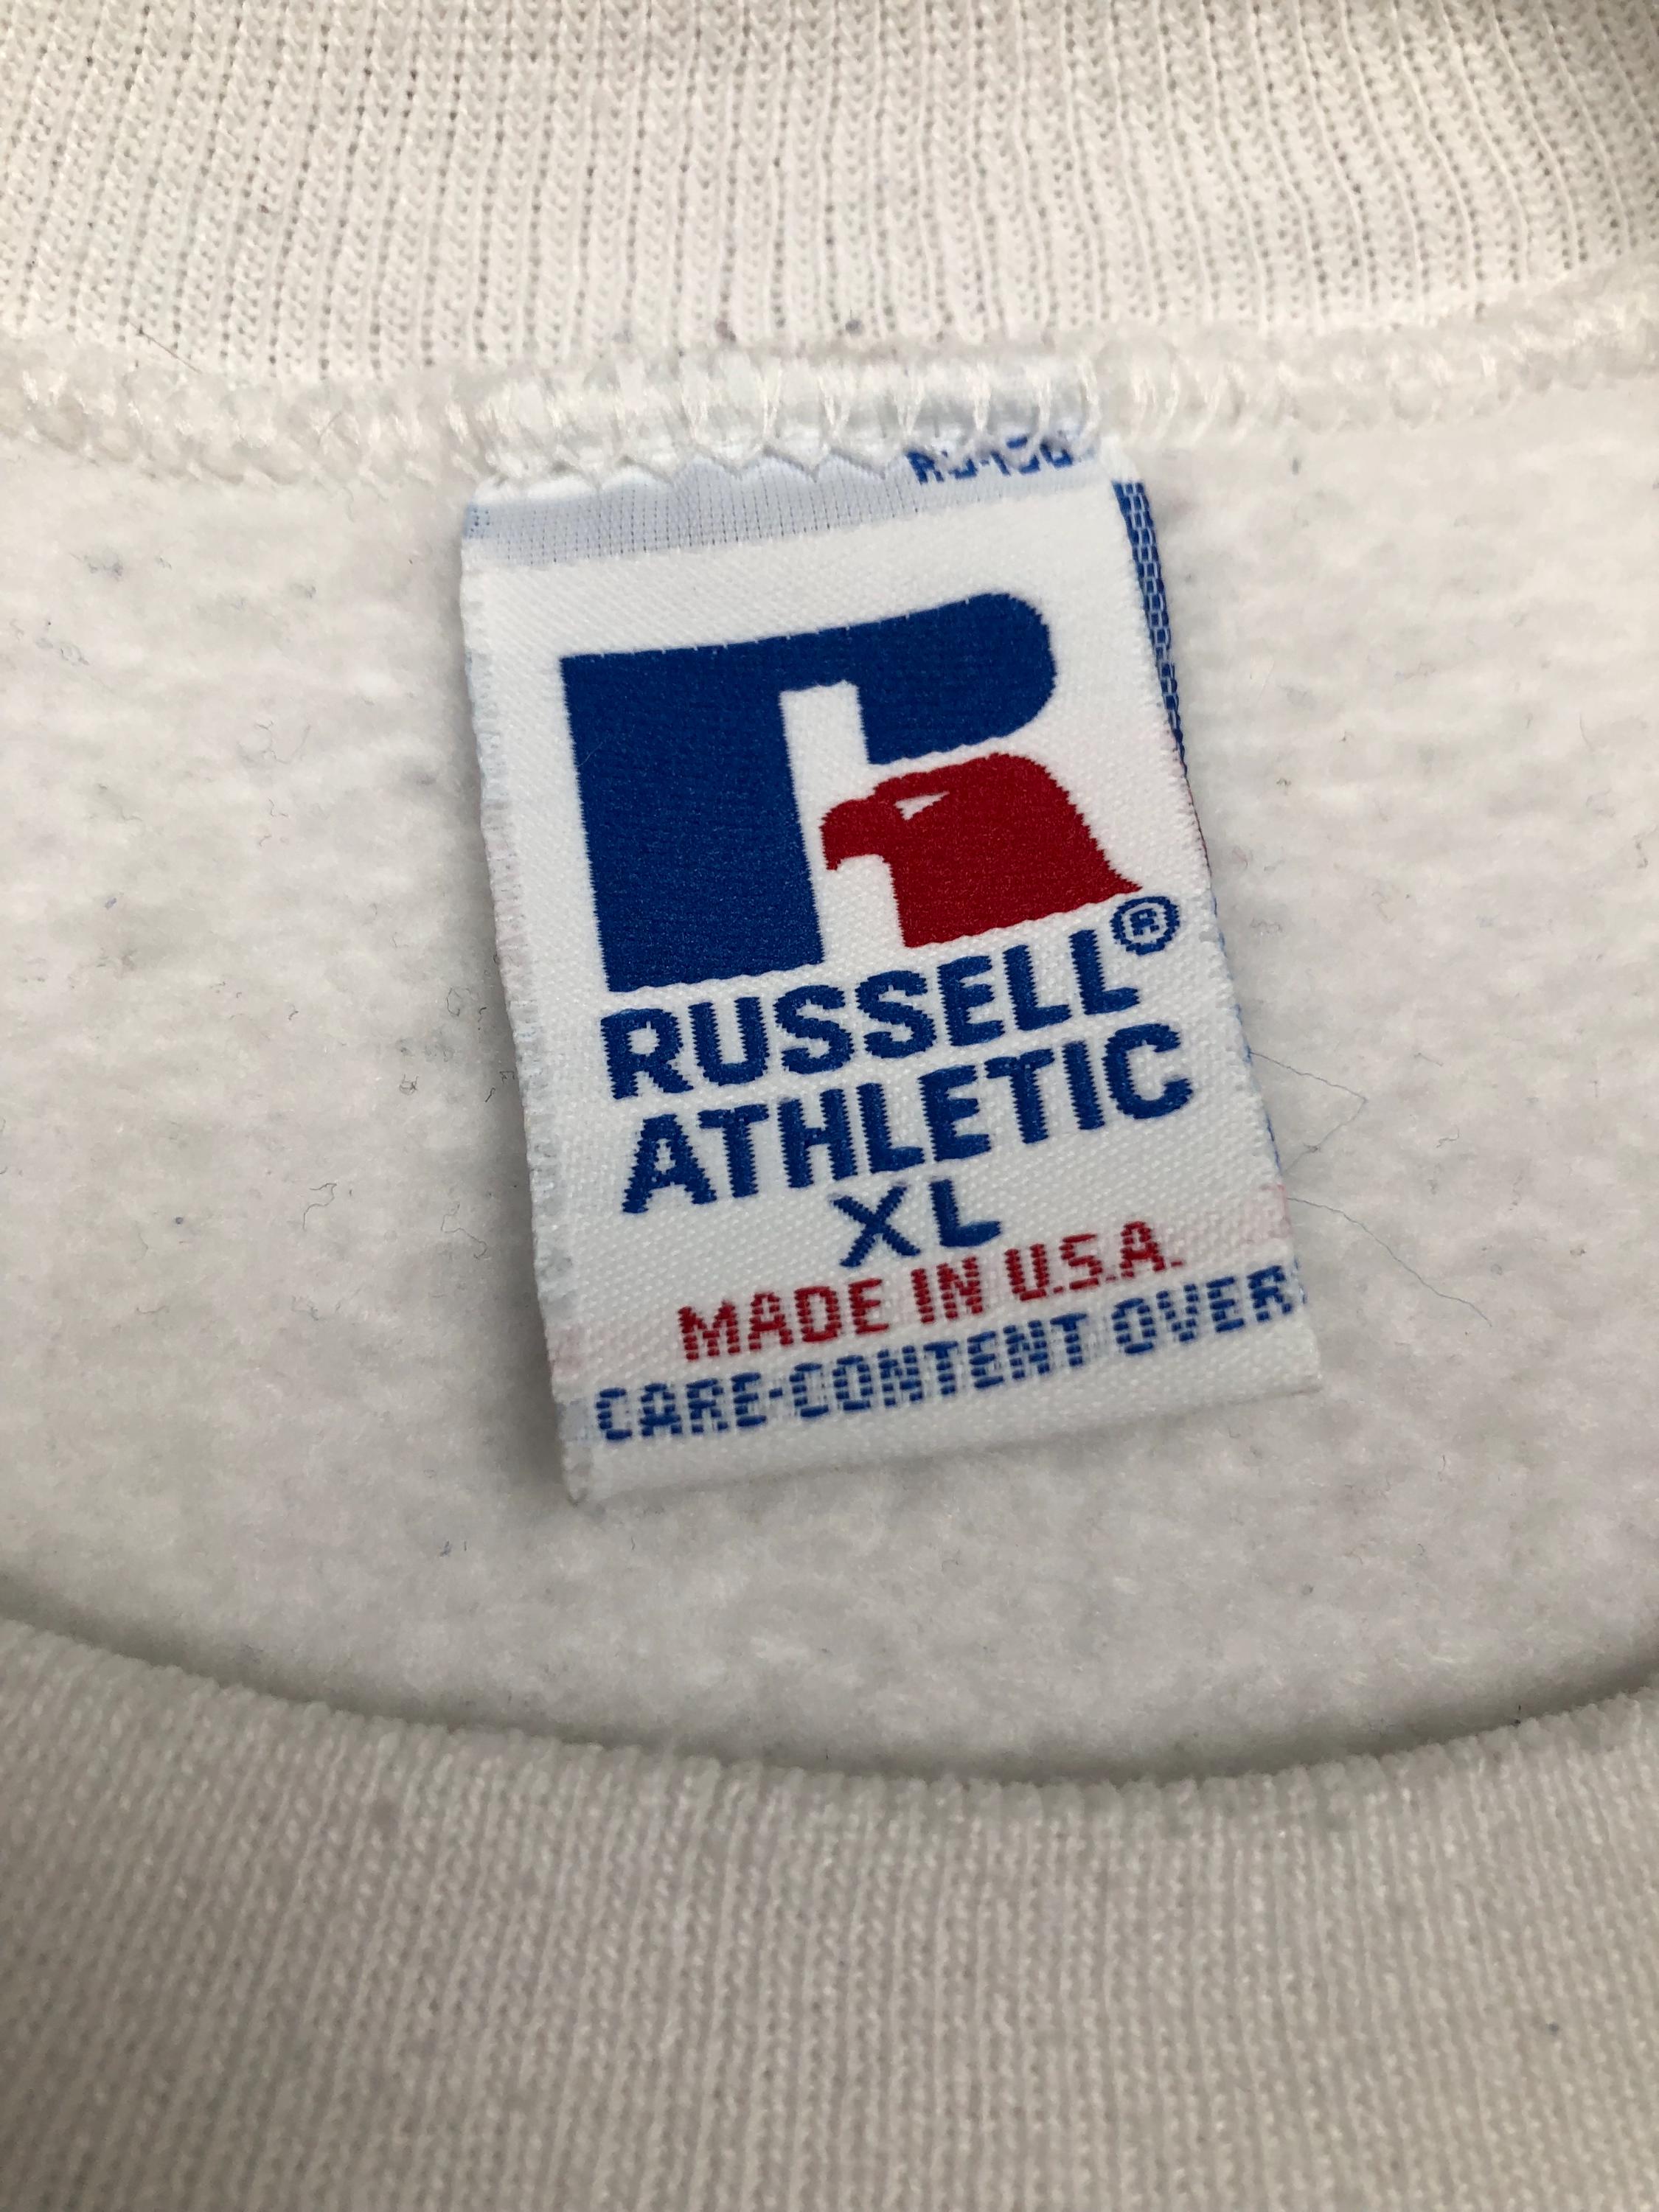 RUSSELL®
ATHLETIC
XL
MADE IN U.S.A.
CARE-CONTENT OVER